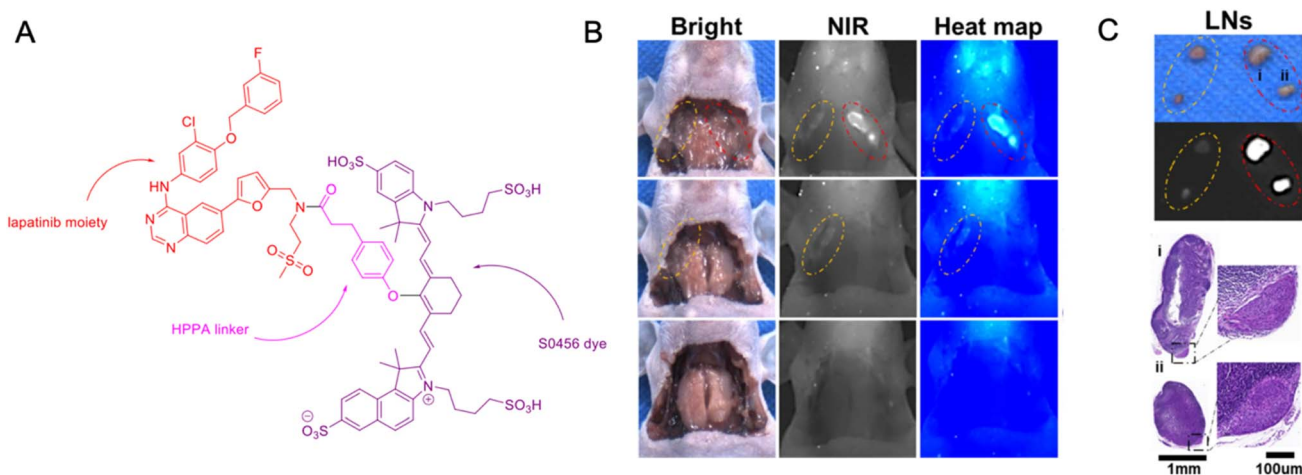 A
lapatinib moiety
F
Cl
O
HN
N
N
O
O
N
S
O
O
HPPA linker
HO₃S
N
SO₃H
O
S0456 dye
N
⊕
SO₃H
⊖
O₃S
B
Bright
NIR
Heat map
C
LNs
i
ii
i
ii
1mm
100um